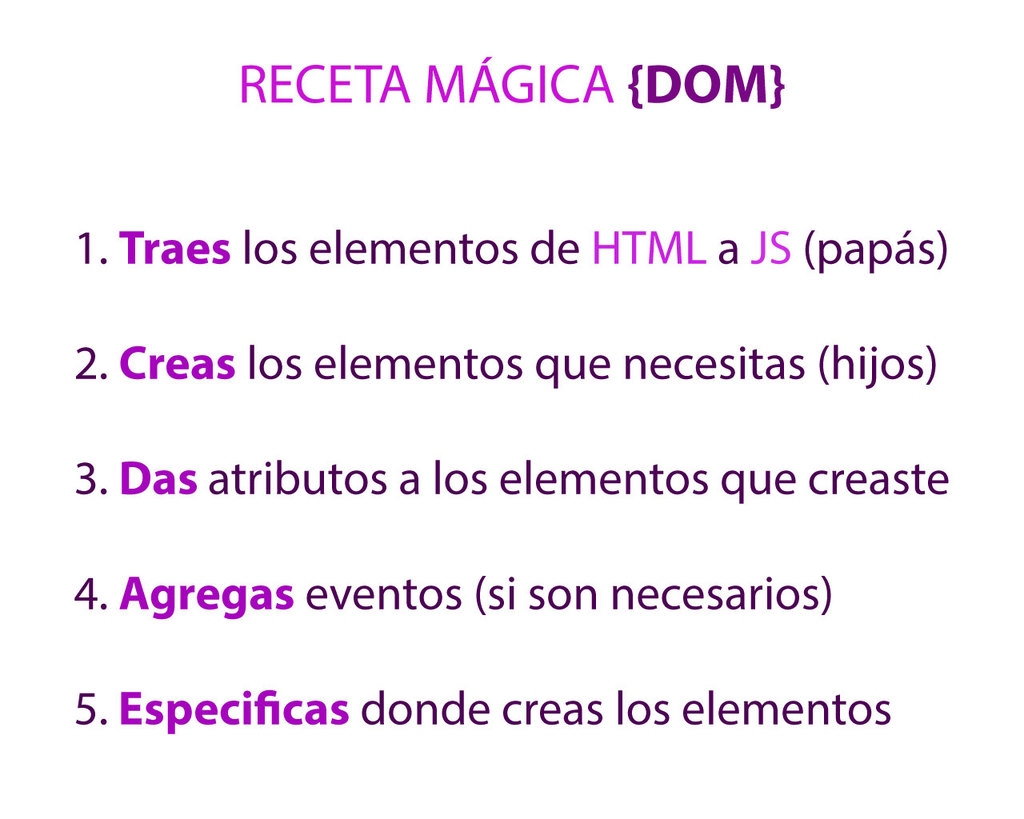 RECETA MÁGICA {DOM}
1. Traes los elementos de HTML a JS (papás)
2. Creas los elementos que necesitas (hijos)
3. Das atributos a los elementos que creaste
4. Agregas eventos (si son necesarios)
5. Especificas donde creas los elementos